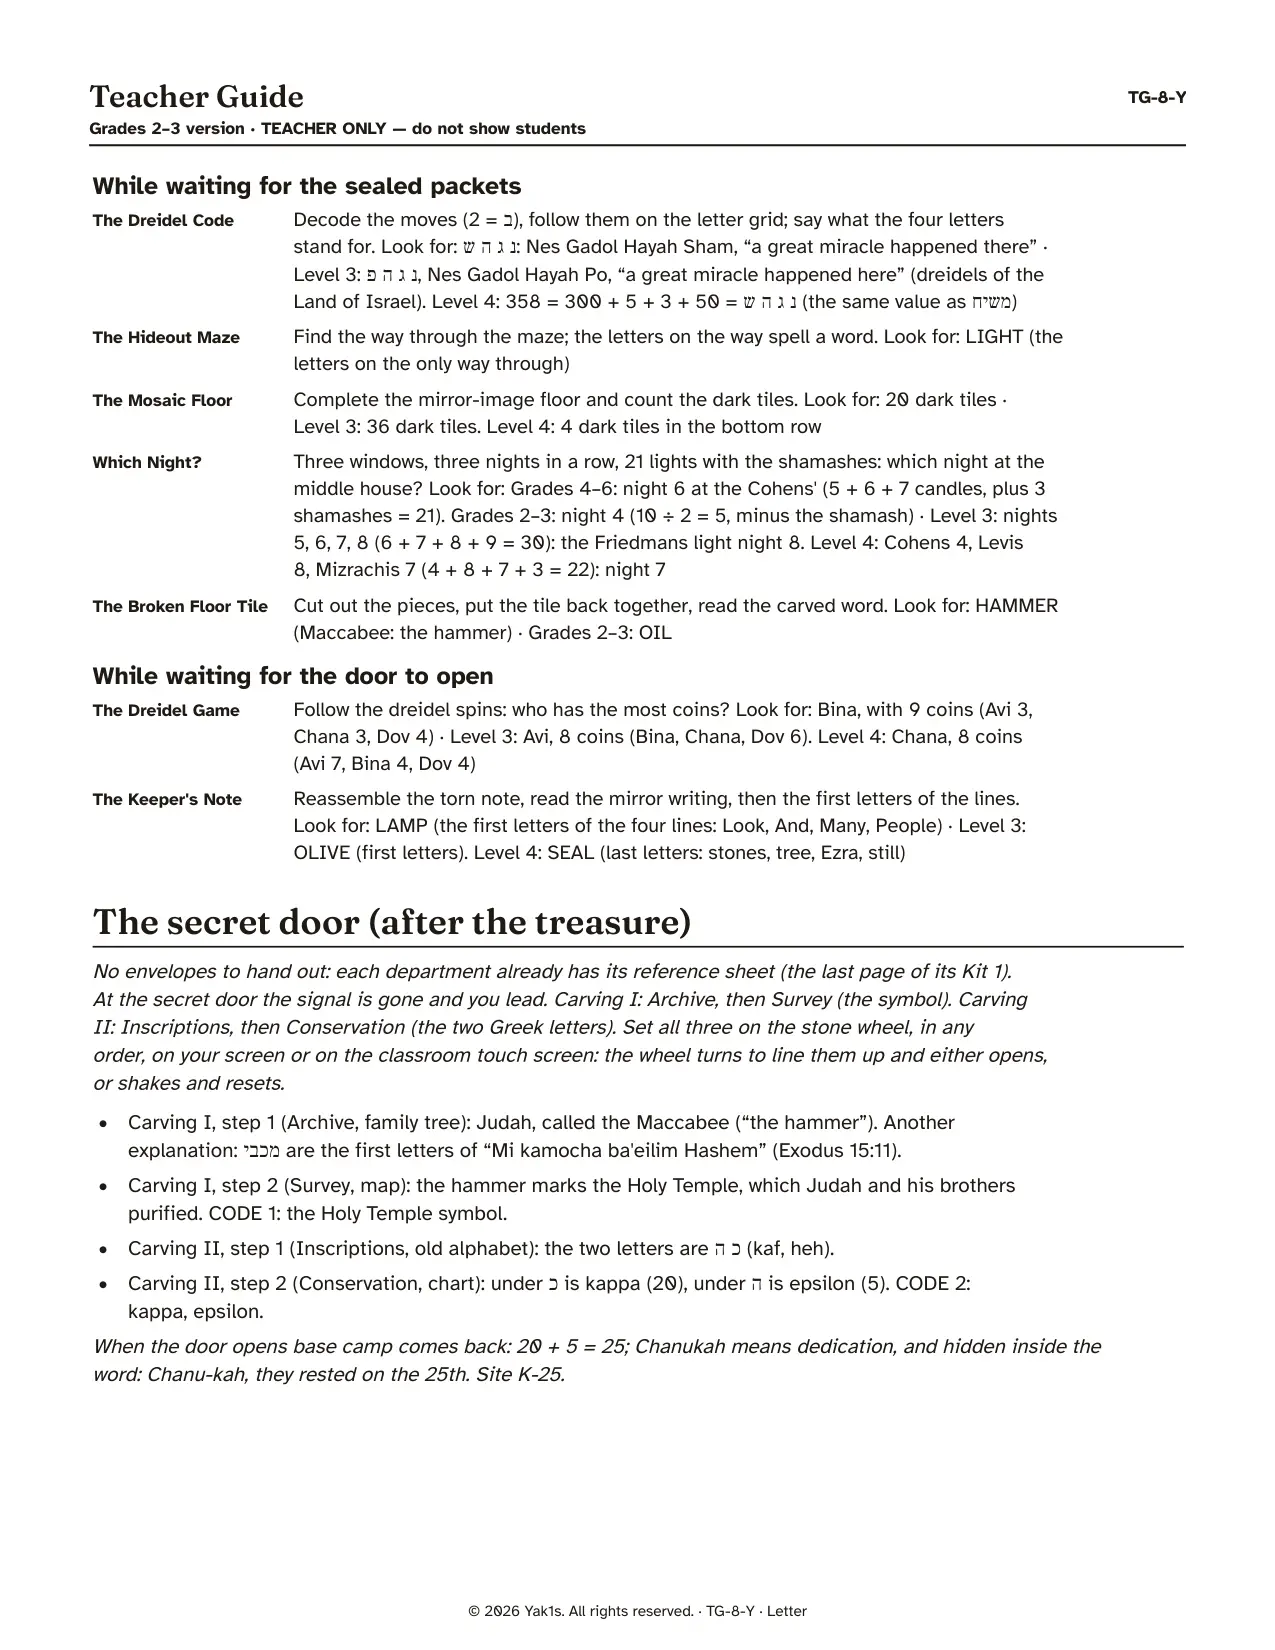 Teacher Guide
TG-8-Y
Grades 2–3 version · TEACHER ONLY — do not show students
While waiting for the sealed packets
The Dreidel Code
Decode the moves (2 = ב), follow them on the letter grid; say what the four letters
stand for. Look for: נ ג ה ש: Nes Gadol Hayah Sham, “a great miracle happened there” ·
Level 3: נ ג ה פ, Nes Gadol Hayah Po, “a great miracle happened here” (dreidels of the
Land of Israel). Level 4: 358 = 300 + 5 + 3 + 50 = נ ג ה ש (the same value as משיח)
The Hideout Maze
Find the way through the maze; the letters on the way spell a word. Look for: LIGHT (the
letters on the only way through)
The Mosaic Floor
Complete the mirror-image floor and count the dark tiles. Look for: 20 dark tiles ·
Level 3: 36 dark tiles. Level 4: 4 dark tiles in the bottom row
Which Night?
Three windows, three nights in a row, 21 lights with the shamashes: which night at the
middle house? Look for: Grades 4–6: night 6 at the Cohens' (5 + 6 + 7 candles, plus 3
shamashes = 21). Grades 2–3: night 4 (10 ÷ 2 = 5, minus the shamash) · Level 3: nights
5, 6, 7, 8 (6 + 7 + 8 + 9 = 30): the Friedmans light night 8. Level 4: Cohens 4, Levis
8, Mizrachis 7 (4 + 8 + 7 + 3 = 22): night 7
The Broken Floor Tile
Cut out the pieces, put the tile back together, read the carved word. Look for: HAMMER
(Maccabee: the hammer) · Grades 2–3: OIL
While waiting for the door to open
The Dreidel Game
Follow the dreidel spins: who has the most coins? Look for: Bina, with 9 coins (Avi 3,
Chana 3, Dov 4) · Level 3: Avi, 8 coins (Bina, Chana, Dov 6). Level 4: Chana, 8 coins
(Avi 7, Bina 4, Dov 4)
The Keeper's Note
Reassemble the torn note, read the mirror writing, then the first letters of the lines.
Look for: LAMP (the first letters of the four lines: Look, And, Many, People) · Level 3:
OLIVE (first letters). Level 4: SEAL (last letters: stones, tree, Ezra, still)
The secret door (after the treasure)
No envelopes to hand out: each department already has its reference sheet (the last page of its Kit 1).
At the secret door the signal is gone and you lead. Carving I: Archive, then Survey (the symbol). Carving
II: Inscriptions, then Conservation (the two Greek letters). Set all three on the stone wheel, in any
order, on your screen or on the classroom touch screen: the wheel turns to line them up and either opens,
or shakes and resets.
• Carving I, step 1 (Archive, family tree): Judah, called the Maccabee (“the hammer”). Another
explanation: מכבי are the first letters of “Mi kamocha ba'eilim Hashem” (Exodus 15:11).
• Carving I, step 2 (Survey, map): the hammer marks the Holy Temple, which Judah and his brothers
purified. CODE 1: the Holy Temple symbol.
• Carving II, step 1 (Inscriptions, old alphabet): the two letters are כ ה (kaf, heh).
• Carving II, step 2 (Conservation, chart): under כ is kappa (20), under ה is epsilon (5). CODE 2:
kappa, epsilon.
When the door opens base camp comes back: 20 + 5 = 25; Chanukah means dedication, and hidden inside the
word: Chanu-kah, they rested on the 25th. Site K-25.
© 2026 Yak1s. All rights reserved. · TG-8-Y · Letter